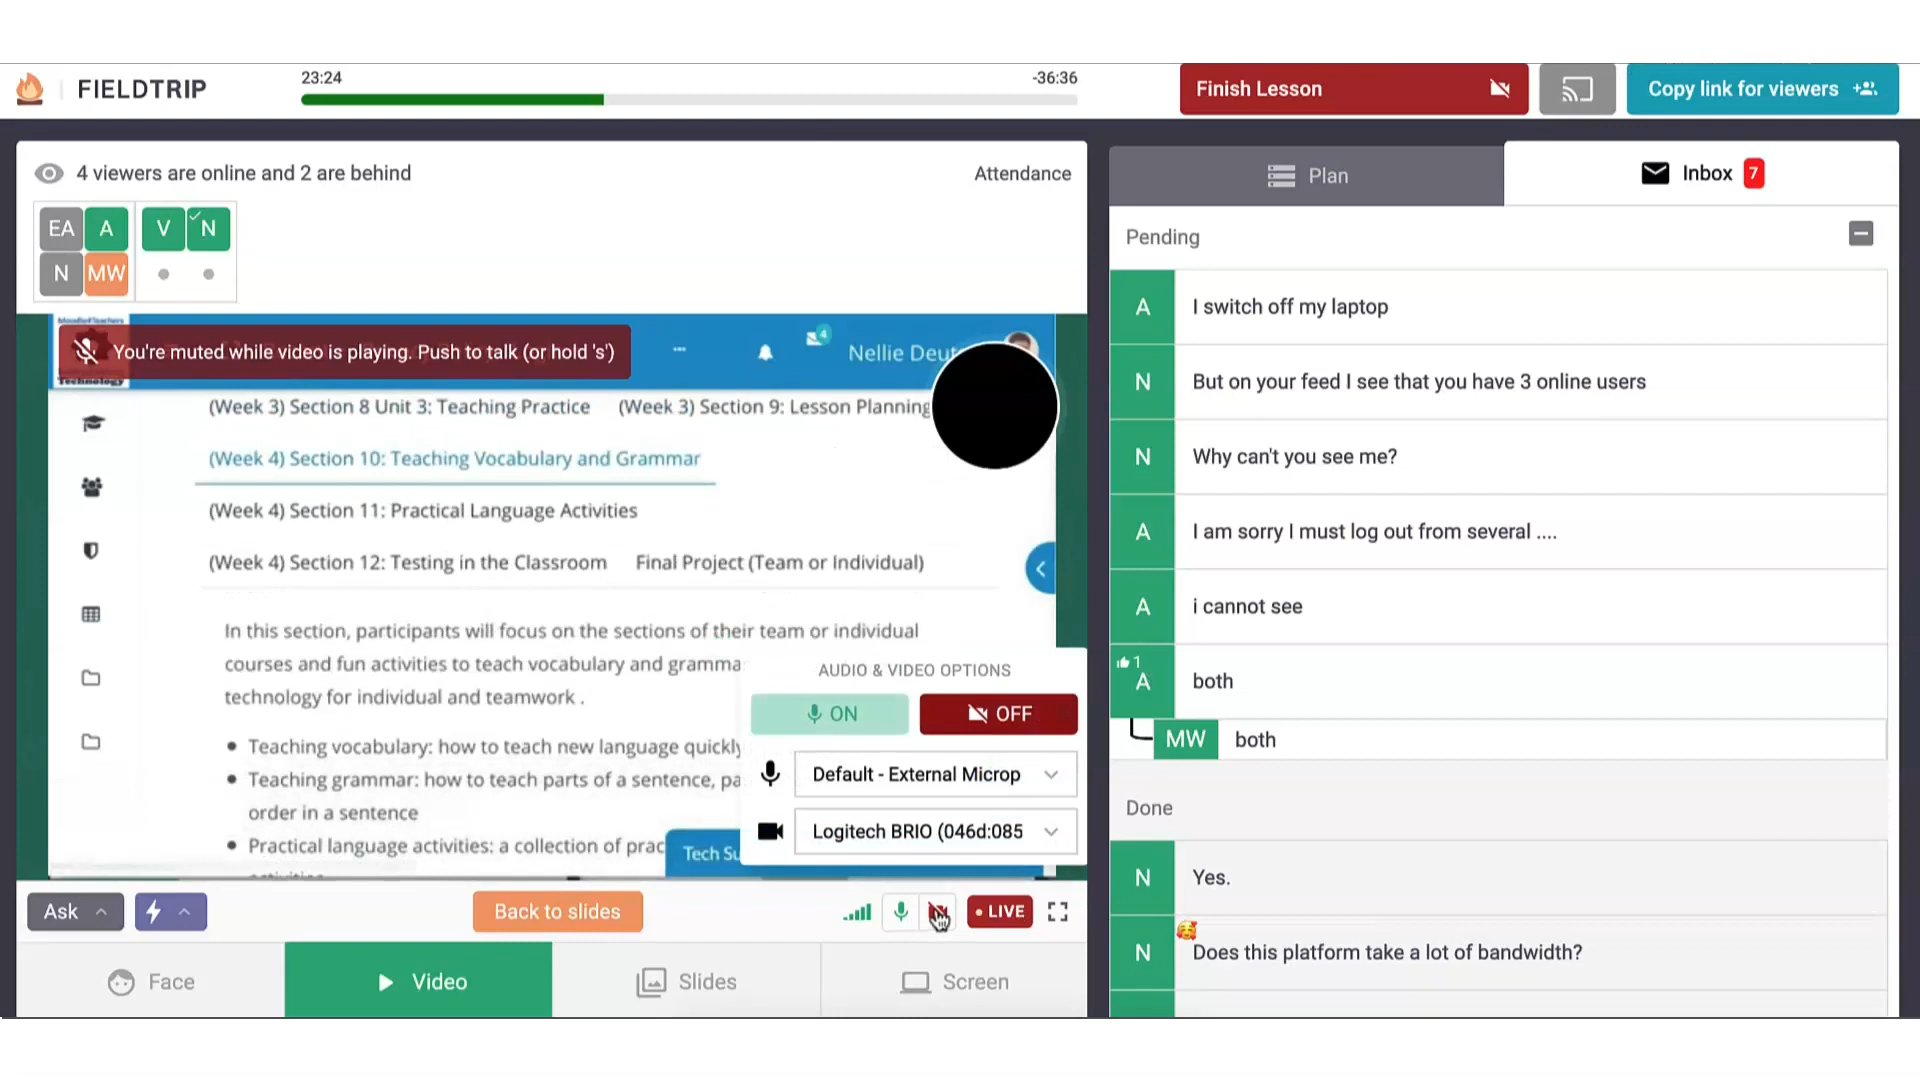 FIELDTRIP
23:24
-36:36
Finish Lesson
Copy link for viewers
4 viewers are online and 2 are behind
Attendance
EA A V N
N MW
You're muted while video is playing. Push to talk (or hold 's')
Technology
4
Nellie
(Week 3) Section 8 Unit 3: Teaching Practice (Week 3) Section 9: Lesson Planning
(Week 4) Section 10: Teaching Vocabulary and Grammar
(Week 4) Section 11: Practical Language Activities
(Week 4) Section 12: Testing in the Classroom Final Project (Team or Individual)
In this section, participants will focus on the sections of their team or individual
courses and fun activities to teach vocabulary and gramma
technology for individual and teamwork .
Teaching vocabulary: how to teach new language quickly
Teaching grammar: how to teach parts of a sentence, pa
order in a sentence
Practical language activities: a collection of prac
Tech Su
AUDIO & VIDEO OPTIONS
ON OFF
Default - External Microp
Logitech BRIO (046d:085
Ask
Back to slides
LIVE
Face
Video
Slides
Screen
Plan
Inbox 7
Pending
A I switch off my laptop
N But on your feed I see that you have 3 online users
N Why can't you see me?
A I am sorry I must log out from several ....
A i cannot see
1
A both
MW both
Done
N Yes.
N Does this platform take a lot of bandwidth?